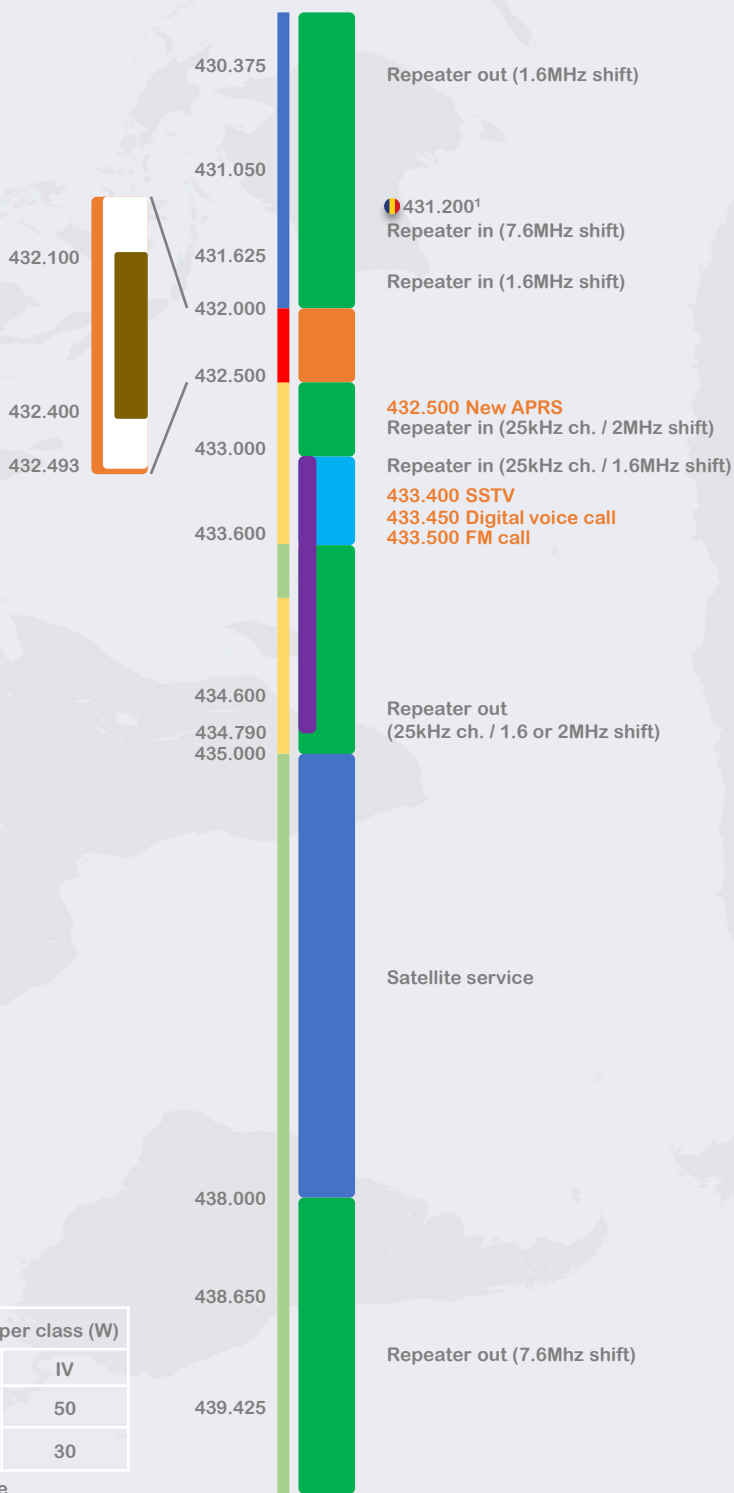 430.375
Repeater out (1.6MHz shift)
431.050
431.200¹
Repeater in (7.6MHz shift)
431.625
432.100
Repeater in (1.6MHz shift)
432.000
432.500
432.400
432.500 New APRS
Repeater in (25kHz ch. / 2MHz shift)
433.000
432.493
Repeater in (25kHz ch. / 1.6MHz shift)
433.400 SSTV
433.450 Digital voice call
433.600
433.500 FM call
434.600
Repeater out
434.790
(25kHz ch. / 1.6 or 2MHz shift)
435.000
Satellite service
438.000
438.650
per class (W)
Repeater out (7.6Mhz shift)
IV
439.425
50
30